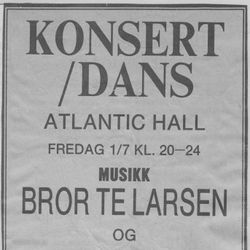 KONSERT
/DANS
ATLANTIC HALL
FREDAG 1/7 KL. 20–24
MUSIKK
BROR TE LARSEN
OG